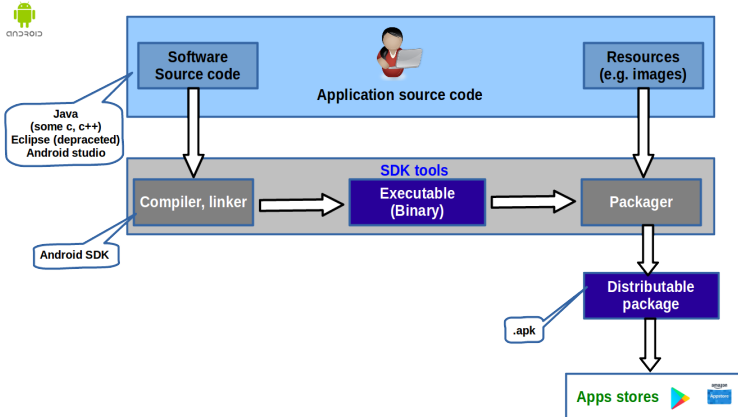 ANDROID
Software
Source code
Resources
(e.g. images)
Application source code
Java
(some c, c++)
Eclipse (depraceted)
Android studio
SDK tools
Compiler, linker
Executable
(Binary)
Packager
Android SDK
Distributable
package
.apk
Apps stores
amazon
Appstore